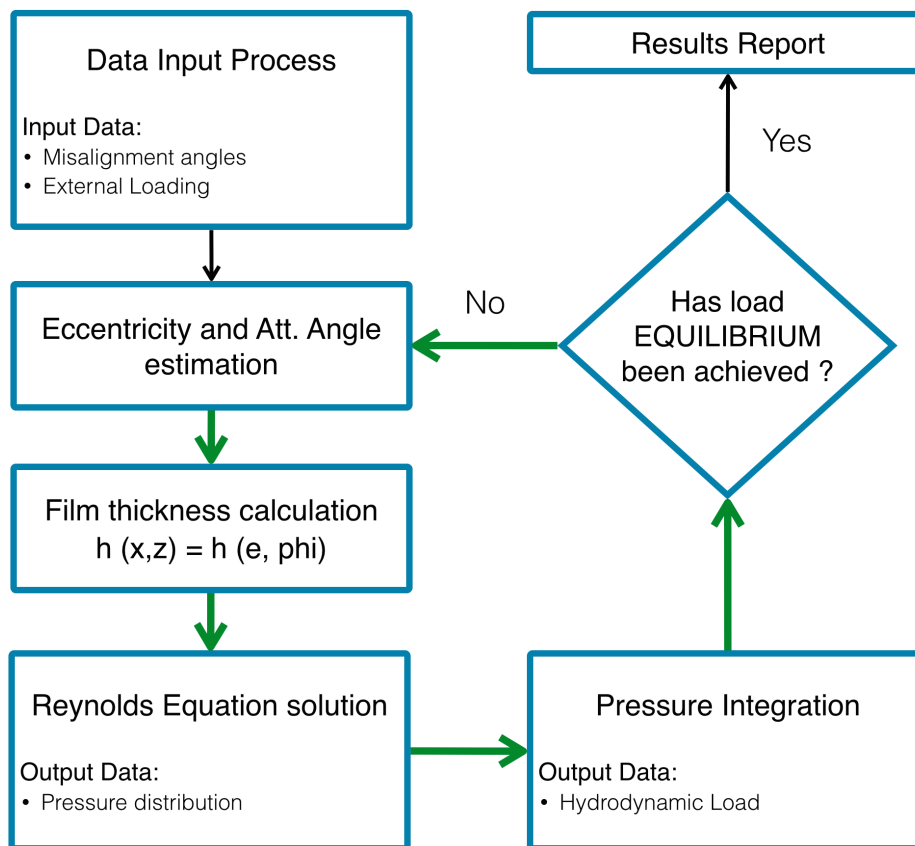 Data Input Process
Input Data:
• Misalignment angles
• External Loading
Eccentricity and Att. Angle
estimation
Film thickness calculation
h (x,z) = h (e, phi)
Reynolds Equation solution
Output Data:
• Pressure distribution
Pressure Integration
Output Data:
• Hydrodynamic Load
Has load
EQUILIBRIUM
been achieved ?
No
Yes
Results Report